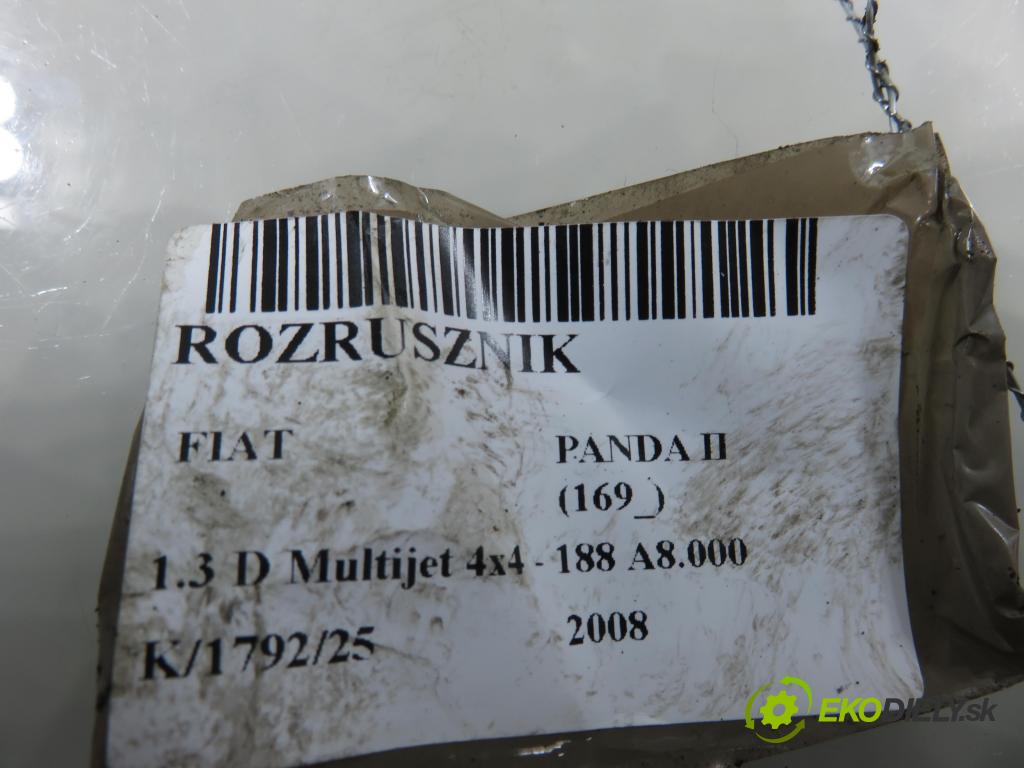 ROZRUSZNIK
FIAT PANDA II
(169_)
1.3 D Multijet 4x4 - 188 A8.000
K/1792/25 2008
EKODIELY.sk